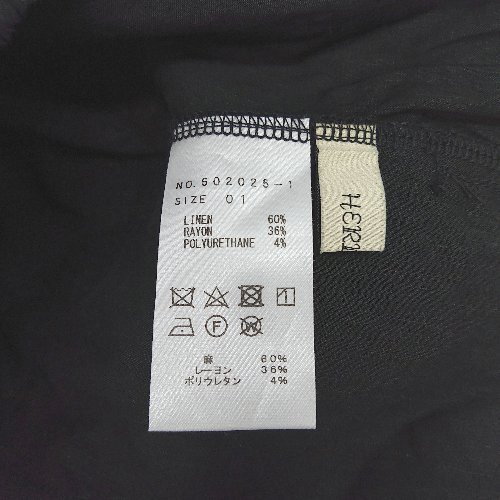 NO.502025-1
SIZE 01
LINEN 60%
RAYON 36%
POLYURETHANE 4%
F
W
麻 60%
レーヨン 36%
ポリウレタン 4%